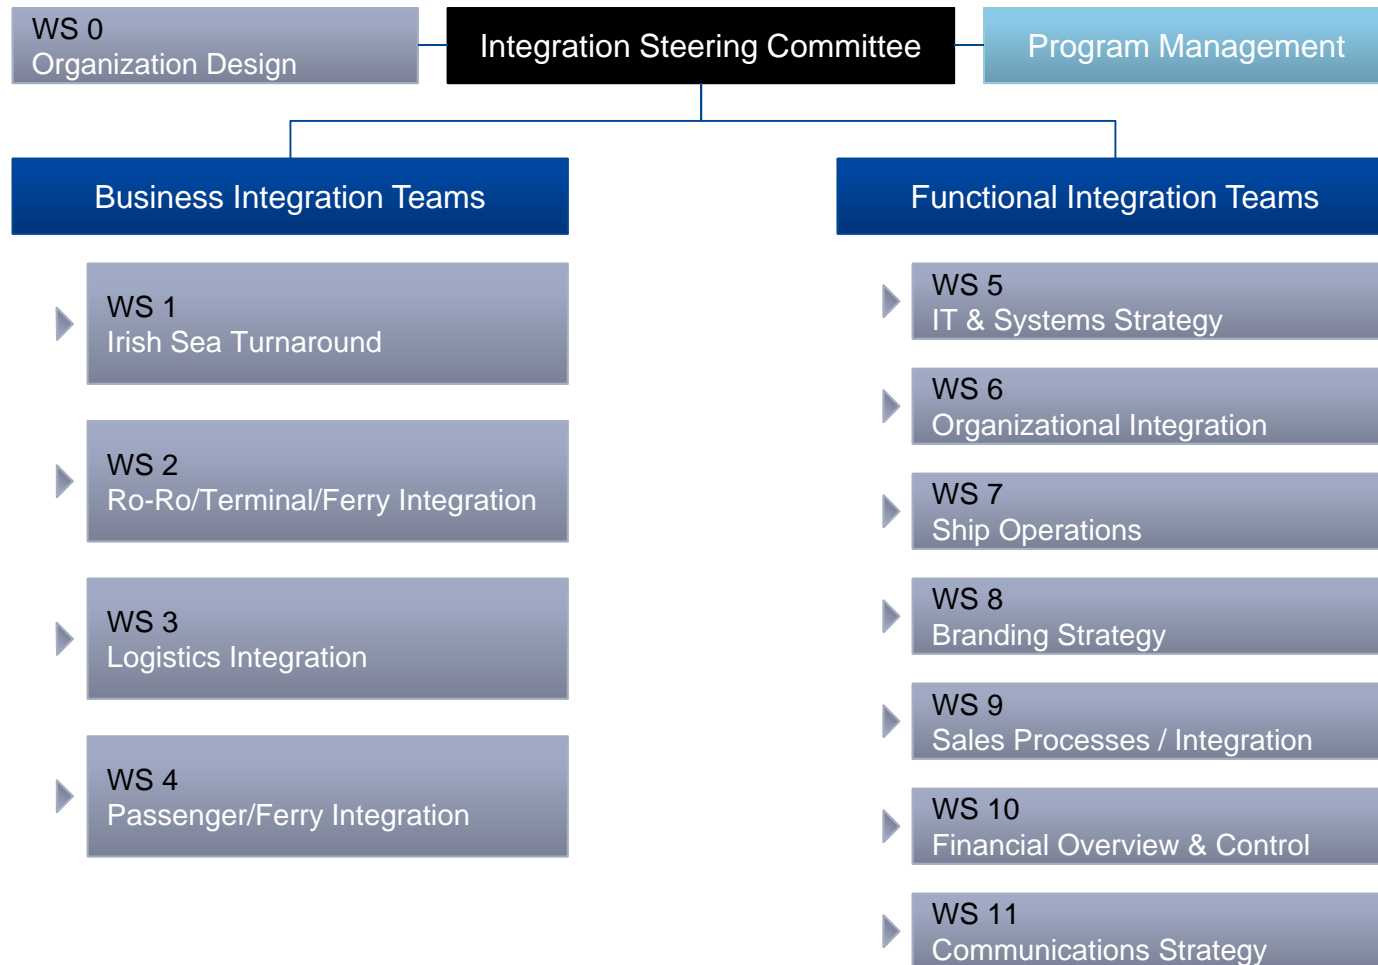 WS 0
Organization Design
Integration Steering Committee
Program Management
Business Integration Teams
Functional Integration Teams
WS 1
Irish Sea Turnaround
WS 2
Ro-Ro/Terminal/Ferry Integration
WS 3
Logistics Integration
WS 4
Passenger/Ferry Integration
WS 5
IT & Systems Strategy
WS 6
Organizational Integration
WS 7
Ship Operations
WS 8
Branding Strategy
WS 9
Sales Processes / Integration
WS 10
Financial Overview & Control
WS 11
Communications Strategy